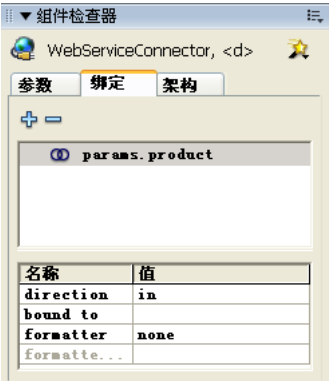 组件检查器
WebServiceConnector, <d>
参数 绑定 架构
params.product
名称 值
direction in
bound to
formatter none
formatte...